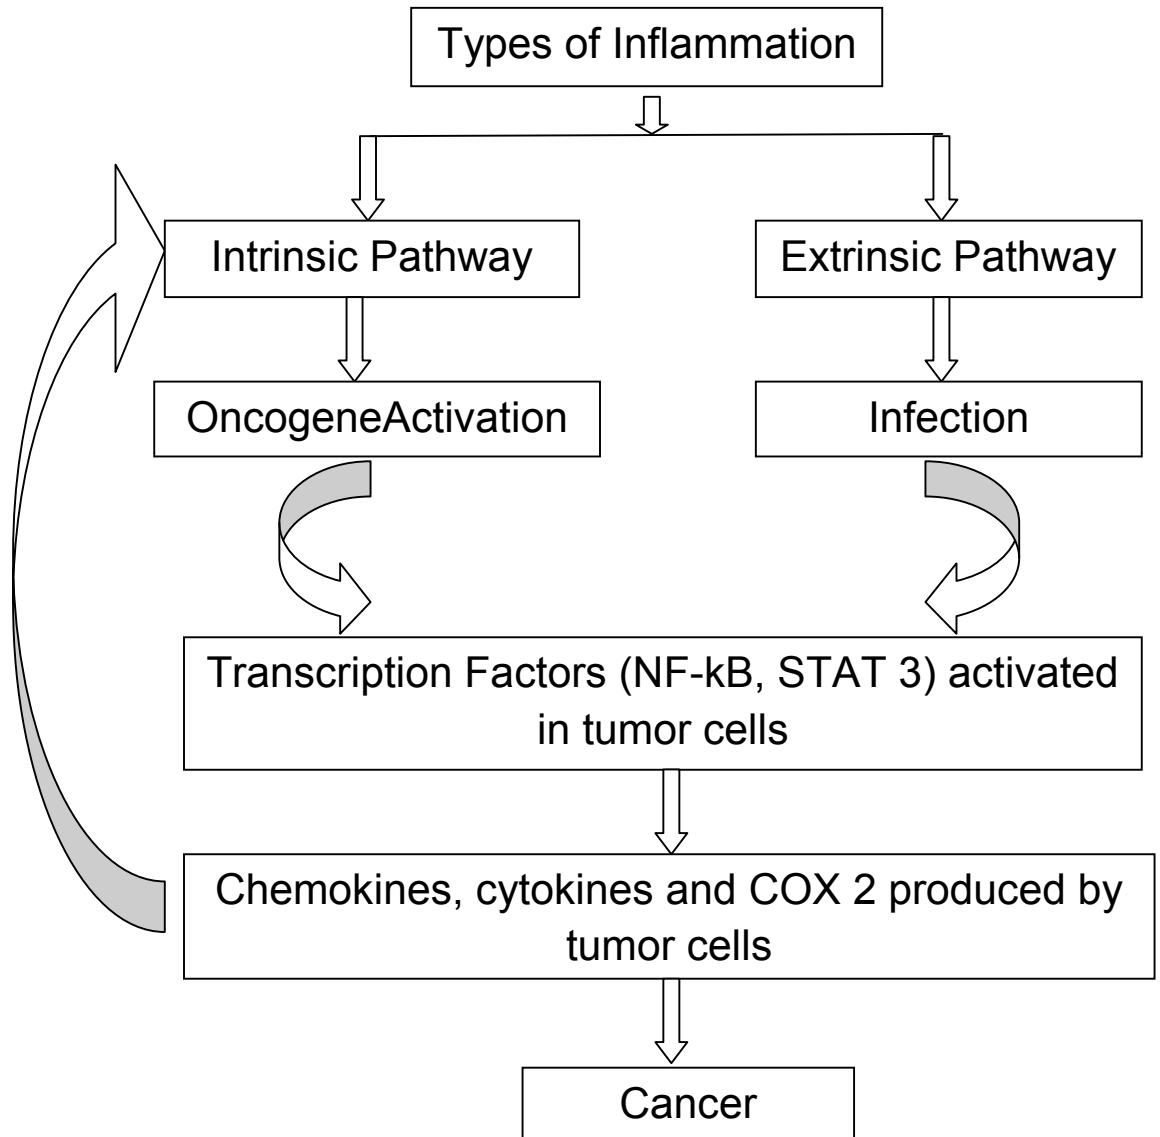 Types of Inflammation
Intrinsic Pathway
Extrinsic Pathway
OncogeneActivation
Infection
Transcription Factors (NF-kB, STAT 3) activated
in tumor cells
Chemokines, cytokines and COX 2 produced by
tumor cells
Cancer